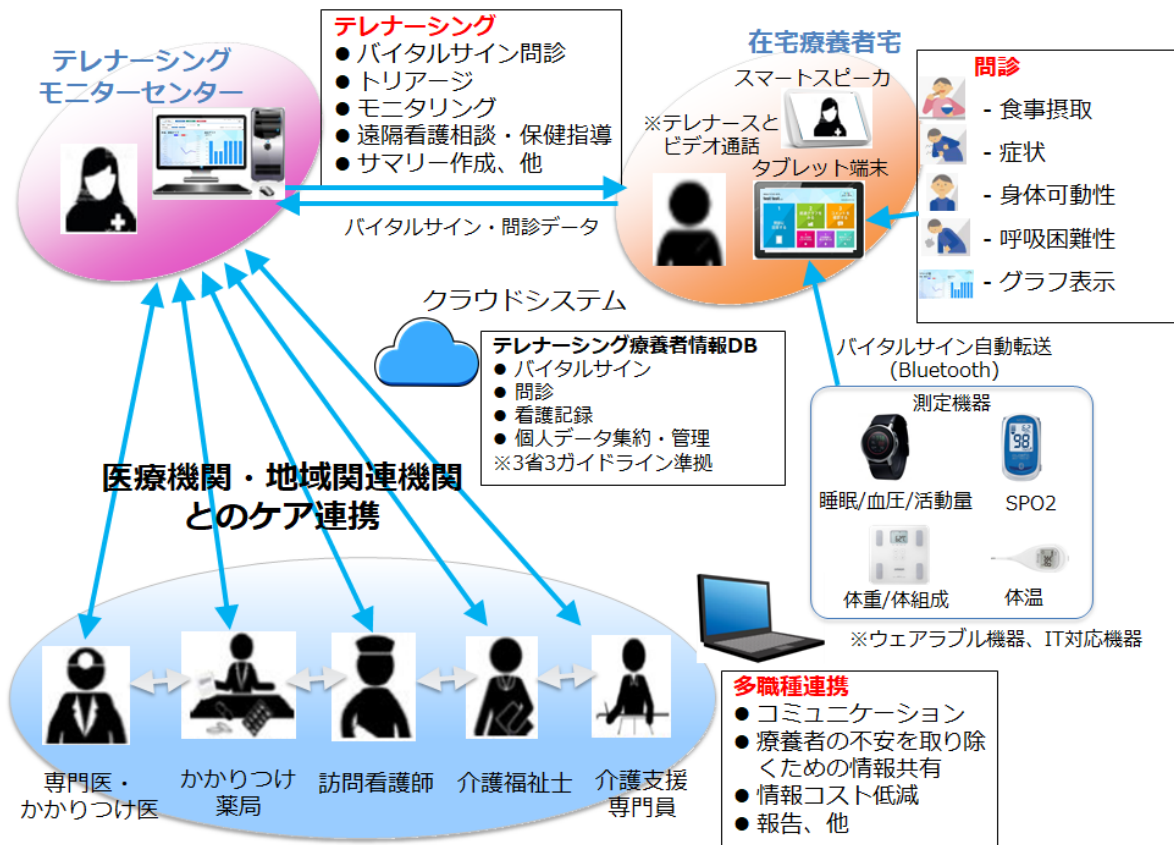 テレナーシング
モニターセンター
テレナーシング
● バイタルサイン問診
● トリアージ
● モニタリング
● 遠隔看護相談・保健指導
● サマリー作成、他
在宅療養者宅
スマートスピーカ
※テレナースと
ビデオ通話
タブレット端末
問診
- 食事摂取
- 症状
- 身体可動性
- 呼吸困難性
- グラフ表示
バイタルサイン・問診データ
クラウドシステム
テレナーシング療養者情報DB
● バイタルサイン
● 問診
● 看護記録
● 個人データ集約・管理
※3省3ガイドライン準拠
バイタルサイン自動転送
(Bluetooth)
測定機器
98
睡眠/血圧/活動量
SPO2
体重/体組成
体温
※ウェアラブル機器、IT対応機器
医療機関・地域関連機関
とのケア連携
専門医・
かかりつけ医
かかりつけ
薬局
訪問看護師
介護福祉士
介護支援
専門員
多職種連携
● コミュニケーション
● 療養者の不安を取り除
くための情報共有
● 情報コスト低減
● 報告、他